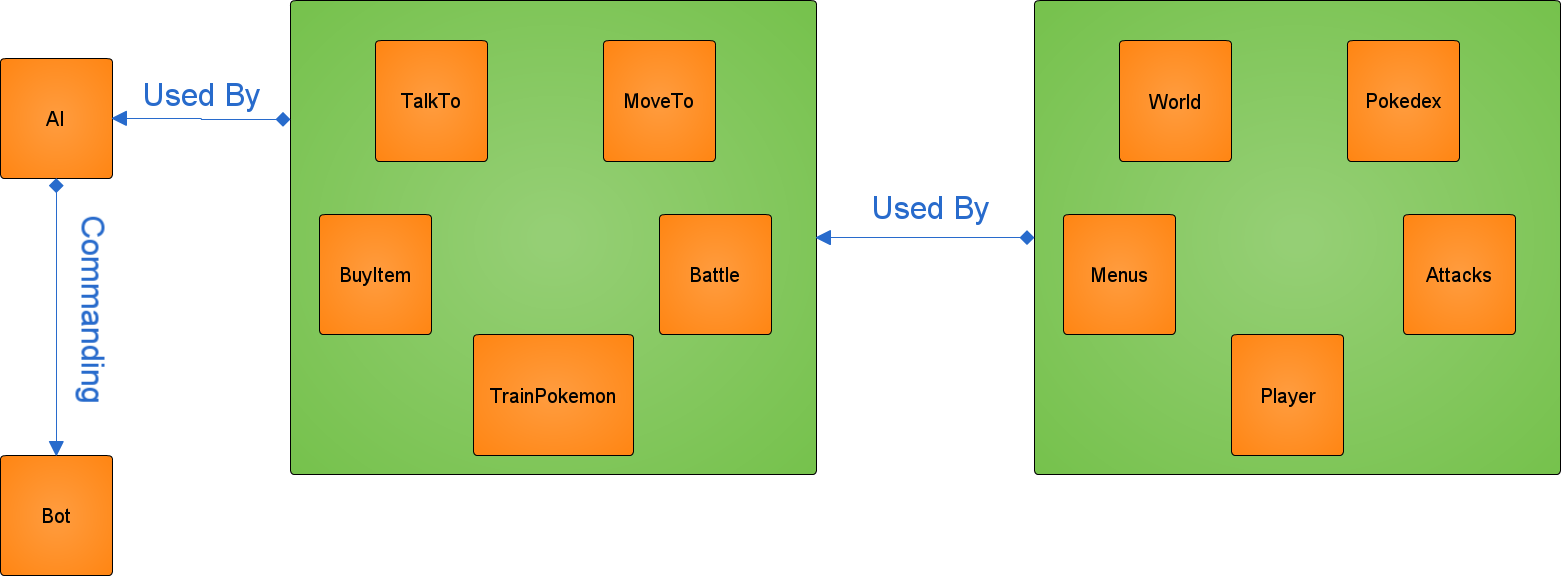 AI
Used By
Commanding
Bot
TalkTo
MoveTo
BuyItem
Battle
TrainPokemon
Used By
World
Pokedex
Menus
Attacks
Player